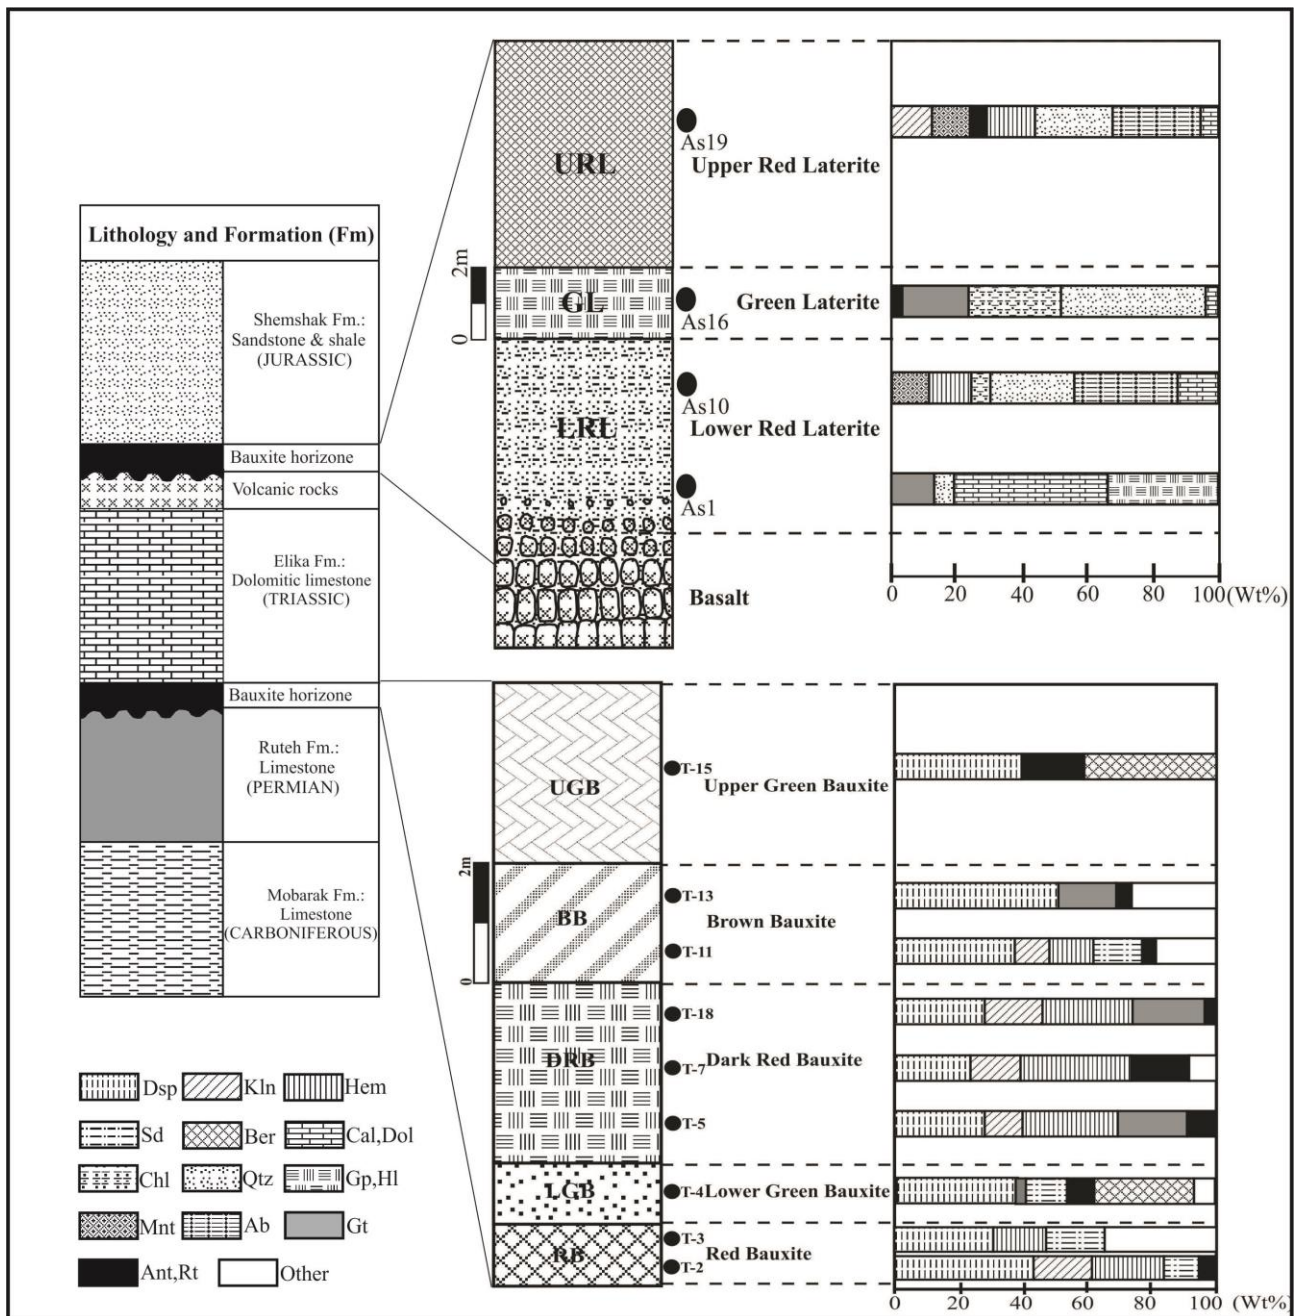 Lithology and Formation (Fm)
Shemshak Fm.:
Sandstone & shale
(JURASSIC)
Bauxite horizone
Volcanic rocks
Elika Fm.:
Dolomitic limestone
(TRIASSIC)
Bauxite horizone
Ruteh Fm.:
Limestone
(PERMIAN)
Mobarak Fm.:
Limestone
(CARBONIFEROUS)
Dsp Kln Hem
Sd Ber Cal,Dol
Chl Qtz Gp,Hl
Mnt Ab Gt
Ant,Rt Other
2m
0
URL
As19
Upper Red Laterite
GL
As16
Green Laterite
LRL
As10
Lower Red Laterite
As1
Basalt
0 20 40 60 80 100(Wt%)
2m
0
UGB
T-15
Upper Green Bauxite
BB
T-13
Brown Bauxite
T-11
DRB
T-18
Dark Red Bauxite
T-7
T-5
LGB
T-4 Lower Green Bauxite
RB
T-3
Red Bauxite
T-2
0 20 40 60 80 100 (Wt%)